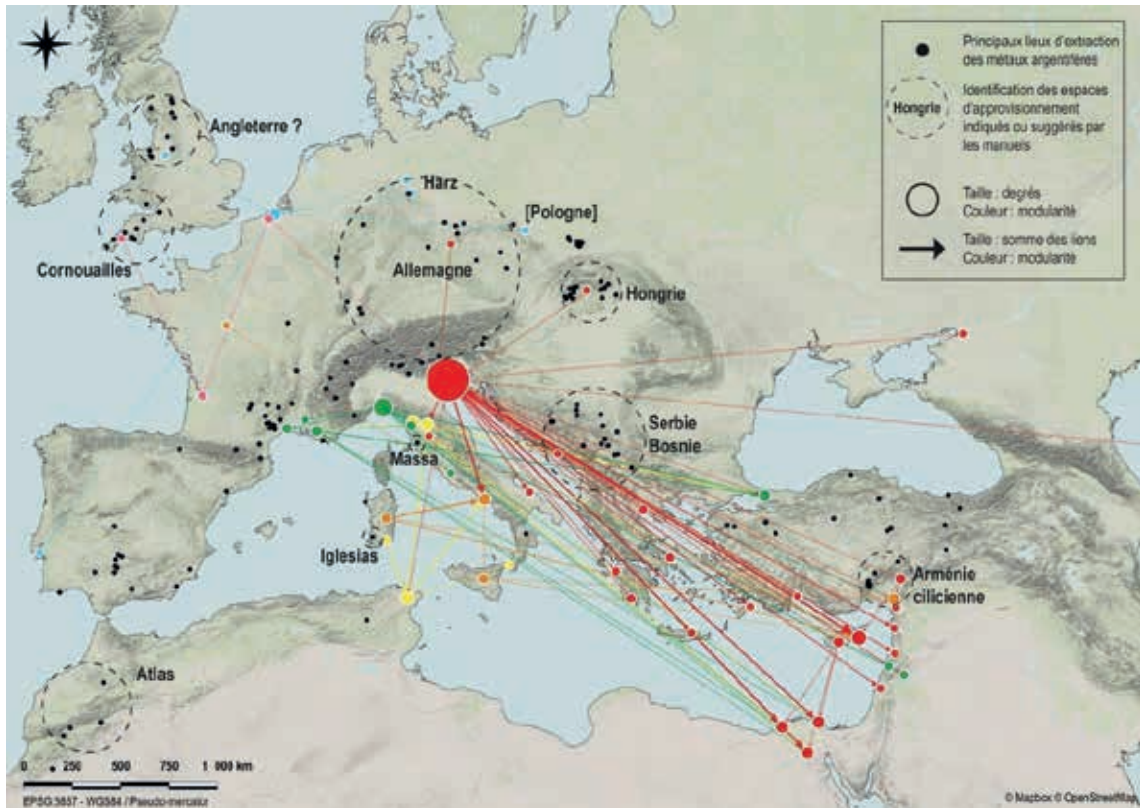 Principaux lieux d'extraction
des métaux argentifères
Hongrie
Identification des espaces
d'approvisionnement
indiqués ou suggérés par
les manuels
Taille : degrés
Couleur : modularité
Taille : somme des liens
Couleur : modularité
Angleterre ?
Harz
[Pologne]
Cornouailles
Allemagne
Hongrie
Serbie
Bosnie
Massa
Iglesias
Arménie
cilicienne
Atlas
0 250 500 750 1 000 km
EPSG:3857 - WGS84 / Pseudo-mercator
© Mapbox © OpenStreetMap